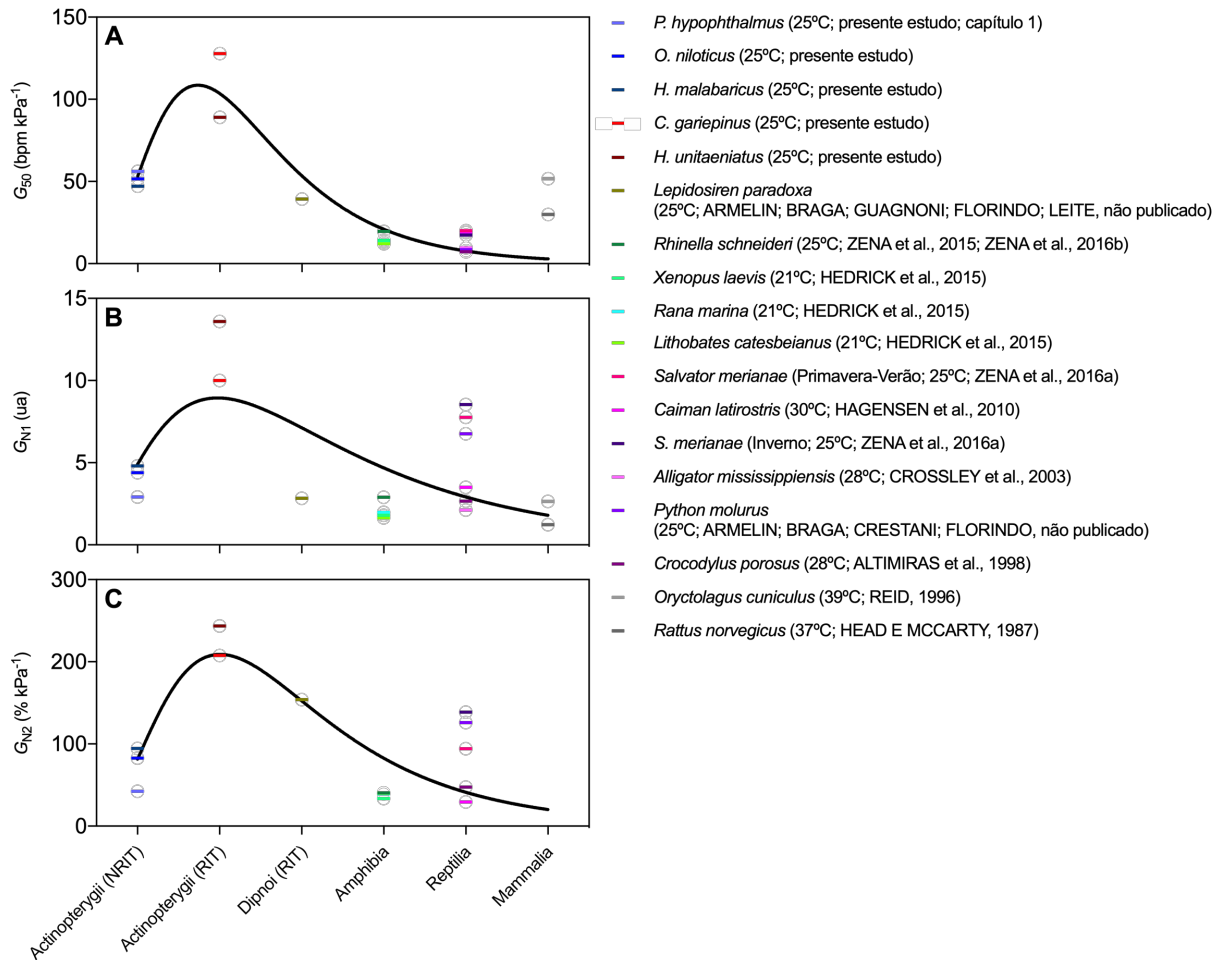 A
150
100
50
0
G50 (bpm kPa-1)
B
15
10
5
0
GN1 (ua)
C
300
200
100
0
GN2 (% kPa-1)
Actinopterygii (NRIT)
Actinopterygii (RIT)
Dipnoi (RIT)
Amphibia
Reptilia
Mammalia
P. hypophthalmus (25ºC; presente estudo; capítulo 1)
O. niloticus (25ºC; presente estudo)
H. malabaricus (25ºC; presente estudo)
C. gariepinus (25ºC; presente estudo)
H. unitaeniatus (25ºC; presente estudo)
Lepidosiren paradoxa
(25ºC; ARMELIN; BRAGA; GUAGNONI; FLORINDO; LEITE, não publicado)
Rhinella schneideri (25ºC; ZENA et al., 2015; ZENA et al., 2016b)
Xenopus laevis (21ºC; HEDRICK et al., 2015)
Rana marina (21ºC; HEDRICK et al., 2015)
Lithobates catesbeianus (21ºC; HEDRICK et al., 2015)
Salvator merianae (Primavera-Verão; 25ºC; ZENA et al., 2016a)
Caiman latirostris (30ºC; HAGENSEN et al., 2010)
S. merianae (Inverno; 25ºC; ZENA et al., 2016a)
Alligator mississippiensis (28ºC; CROSSLEY et al., 2003)
Python molurus
(25ºC; ARMELIN; BRAGA; CRESTANI; FLORINDO, não publicado)
Crocodylus porosus (28ºC; ALTIMIRAS et al., 1998)
Oryctolagus cuniculus (39ºC; REID, 1996)
Rattus norvegicus (37ºC; HEAD E MCCARTY, 1987)